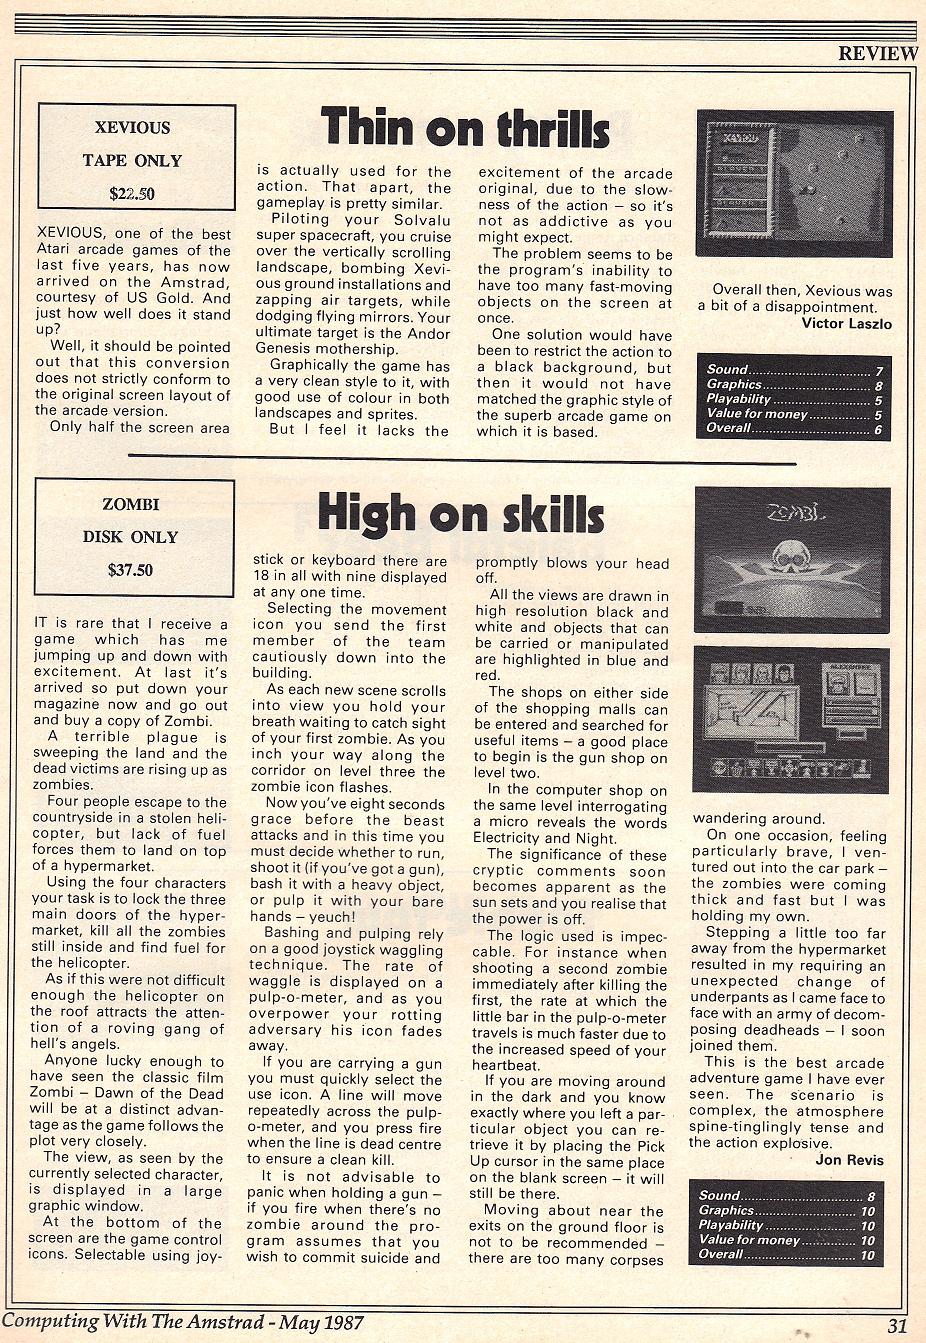 REVIEW
XEVIOUS
TAPE ONLY
$22.50
Thin on thrills
XEVIOUS, one of the best
Atari arcade games of the
last five years, has now
arrived on the Amstrad,
courtesy of US Gold. And
just how well does it stand
up?
Well, it should be pointed
out that this conversion
does not strictly conform to
the original screen layout of
the arcade version.
Only half the screen area
is actually used for the
action. That apart, the
gameplay is pretty similar.
Piloting your Solvalu
super spacecraft, you cruise
over the vertically scrolling
landscape, bombing Xevi-
ous ground installations and
zapping air targets, while
dodging flying mirrors. Your
ultimate target is the Andor
Genesis mothership.
Graphically the game has
a very clean style to it, with
good use of colour in both
landscapes and sprites.
But I feel it lacks the
excitement of the arcade
original, due to the slow-
ness of the action – so it's
not as addictive as you
might expect.
The problem seems to be
the program's inability to
have too many fast-moving
objects on the screen at
once.
One solution would have
been to restrict the action to
a black background, but
then it would not have
matched the graphic style of
the superb arcade game on
which it is based.
XEVIOUS
Overall then, Xevious was
a bit of a disappointment.
Victor Laszlo
Sound................................ 7
Graphics............................ 8
Playability......................... 5
Value for money............... 5
Overall.............................. 6
ZOMBI
DISK ONLY
$37.50
High on skills
IT is rare that I receive a
game which has me
jumping up and down with
excitement. At last it's
arrived so put down your
magazine now and go out
and buy a copy of Zombi.
A terrible plague is
sweeping the land and the
dead victims are rising up as
zombies.
Four people escape to the
countryside in a stolen heli-
copter, but lack of fuel
forces them to land on top
of a hypermarket.
Using the four characters
your task is to lock the three
main doors of the hyper-
market, kill all the zombies
still inside and find fuel for
the helicopter.
As if this were not difficult
enough the helicopter on
the roof attracts the atten-
tion of a roving gang of
hell's angels.
Anyone lucky enough to
have seen the classic film
Zombi – Dawn of the Dead
will be at a distinct advan-
tage as the game follows the
plot very closely.
The view, as seen by the
currently selected character,
is displayed in a large
graphic window.
At the bottom of the
screen are the game control
icons. Selectable using joy-
stick or keyboard there are
18 in all with nine displayed
at any one time.
Selecting the movement
icon you send the first
member of the team
cautiously down into the
building.
As each new scene scrolls
into view you hold your
breath waiting to catch sight
of your first zombie. As you
inch your way along the
corridor on level three the
zombie icon flashes.
Now you've eight seconds
grace before the beast
attacks and in this time you
must decide whether to run,
shoot it (if you've got a gun),
bash it with a heavy object,
or pulp it with your bare
hands – yeuch!
Bashing and pulping rely
on a good joystick waggling
technique. The rate of
waggle is displayed on a
pulp-o-meter, and as you
overpower your rotting
adversary his icon fades
away.
If you are carrying a gun
you must quickly select the
use icon. A line will move
repeatedly across the pulp-
o-meter, and you press fire
when the line is dead centre
to ensure a clean kill.
It is not advisable to
panic when holding a gun –
if you fire when there's no
zombie around the pro-
gram assumes that you
wish to commit suicide and
promptly blows your head
off.
All the views are drawn in
high resolution black and
white and objects that can
be carried or manipulated
are highlighted in blue and
red.
The shops on either side
of the shopping malls can
be entered and searched for
useful items – a good place
to begin is the gun shop on
level two.
In the computer shop on
the same level interrogating
a micro reveals the words
Electricity and Night.
The significance of these
cryptic comments soon
becomes apparent as the
sun sets and you realise that
the power is off.
The logic used is impec-
cable. For instance when
shooting a second zombie
immediately after killing the
first, the rate at which the
little bar in the pulp-o-meter
travels is much faster due to
the increased speed of your
heartbeat.
If you are moving around
in the dark and you know
exactly where you left a par-
ticular object you can re-
trieve it by placing the Pick
Up cursor in the same place
on the blank screen – it will
still be there.
Moving about near the
exits on the ground floor is
not to be recommended –
there are too many corpses
ZOMBI
ALEXANDRE
wandering around.
On one occasion, feeling
particularly brave, I ven-
tured out into the car park –
the zombies were coming
thick and fast but I was
holding my own.
Stepping a little too far
away from the hypermarket
resulted in my requiring an
unexpected change of
underpants as I came face to
face with an army of decom-
posing deadheads – I soon
joined them.
This is the best arcade
adventure game I have ever
seen. The scenario is
complex, the atmosphere
spine-tinglingly tense and
the action explosive.
Jon Revis
Sound................................ 8
Graphics............................ 10
Playability......................... 10
Value for money............... 10
Overall.............................. 10
Computing With The Amstrad - May 1987
31